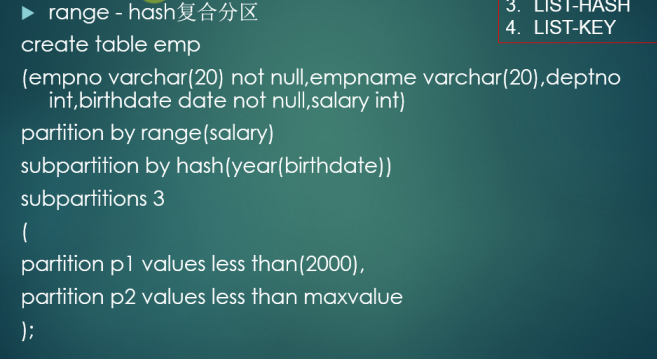 range - hash复合分区
create table emp
(empno varchar(20) not null,empname varchar(20),deptno
int,birthdate date not null,salary int)
partition by range(salary)
subpartition by hash(year(birthdate))
subpartitions 3
(
partition p1 values less than(2000),
partition p2 values less than maxvalue
);
3. LIST-HASH
4. LIST-KEY